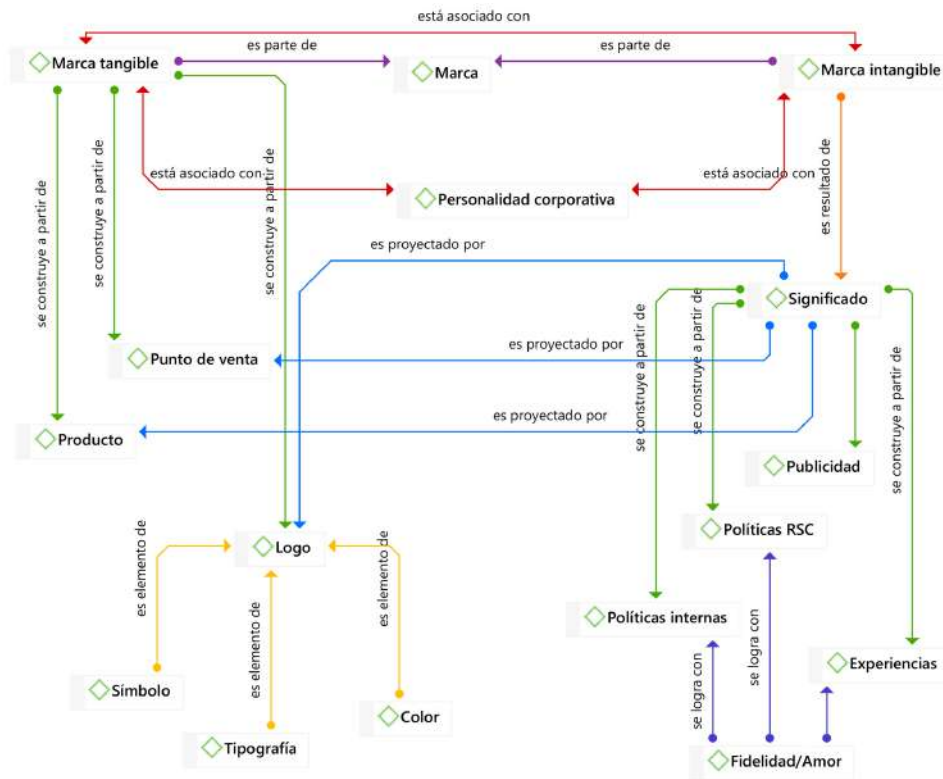 está asociado con
es parte de
es parte de
Marca tangible
Marca
Marca intangible
se construye a partir de
se construye a partir de
se construye a partir de
está asociado con
está asociado con
es resultado de
Personalidad corporativa
es proyectado por
Significado
se construye a partir de
se construye a partir de
se construye a partir de
es proyectado por
Punto de venta
es proyectado por
Producto
Publicidad
Políticas RSC
Logo
es elemento de
es elemento de
es elemento de
Políticas internas
se logra con
se logra con
Experiencias
Símbolo
Color
Tipografía
Fidelidad/Amor